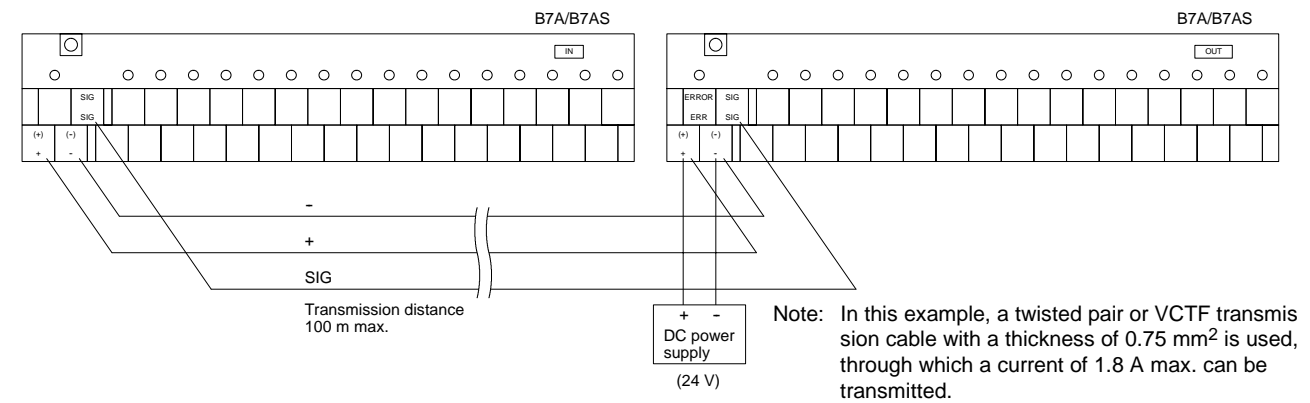 B7A/B7AS
B7A/B7AS
IN
OUT
SIG
SIG
(+) (-)
+ -
ERROR SIG
ERR SIG
(+) (-)
+ -
-
+
SIG
Transmission distance
100 m max.
+ -
DC power
supply
(24 V)
Note: In this example, a twisted pair or VCTF transmis
sion cable with a thickness of 0.75 mm² is used,
through which a current of 1.8 A max. can be
transmitted.